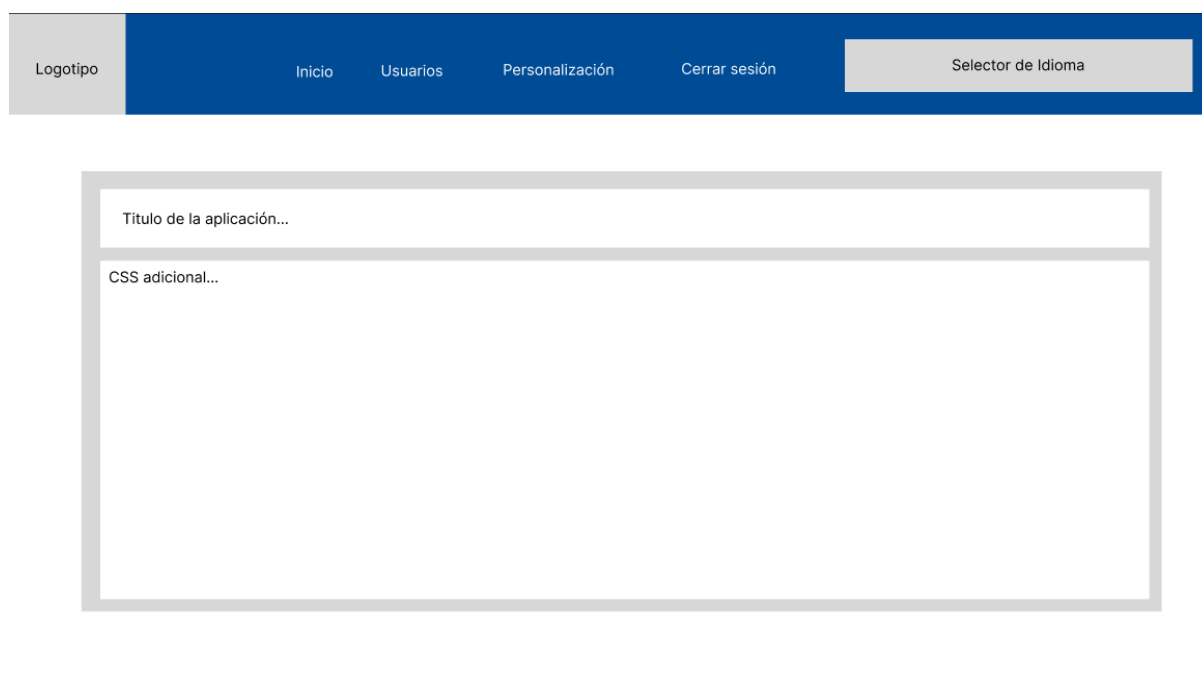 Logotipo
Inicio
Usuarios
Personalización
Cerrar sesión
Selector de Idioma
Titulo de la aplicación...
CSS adicional...